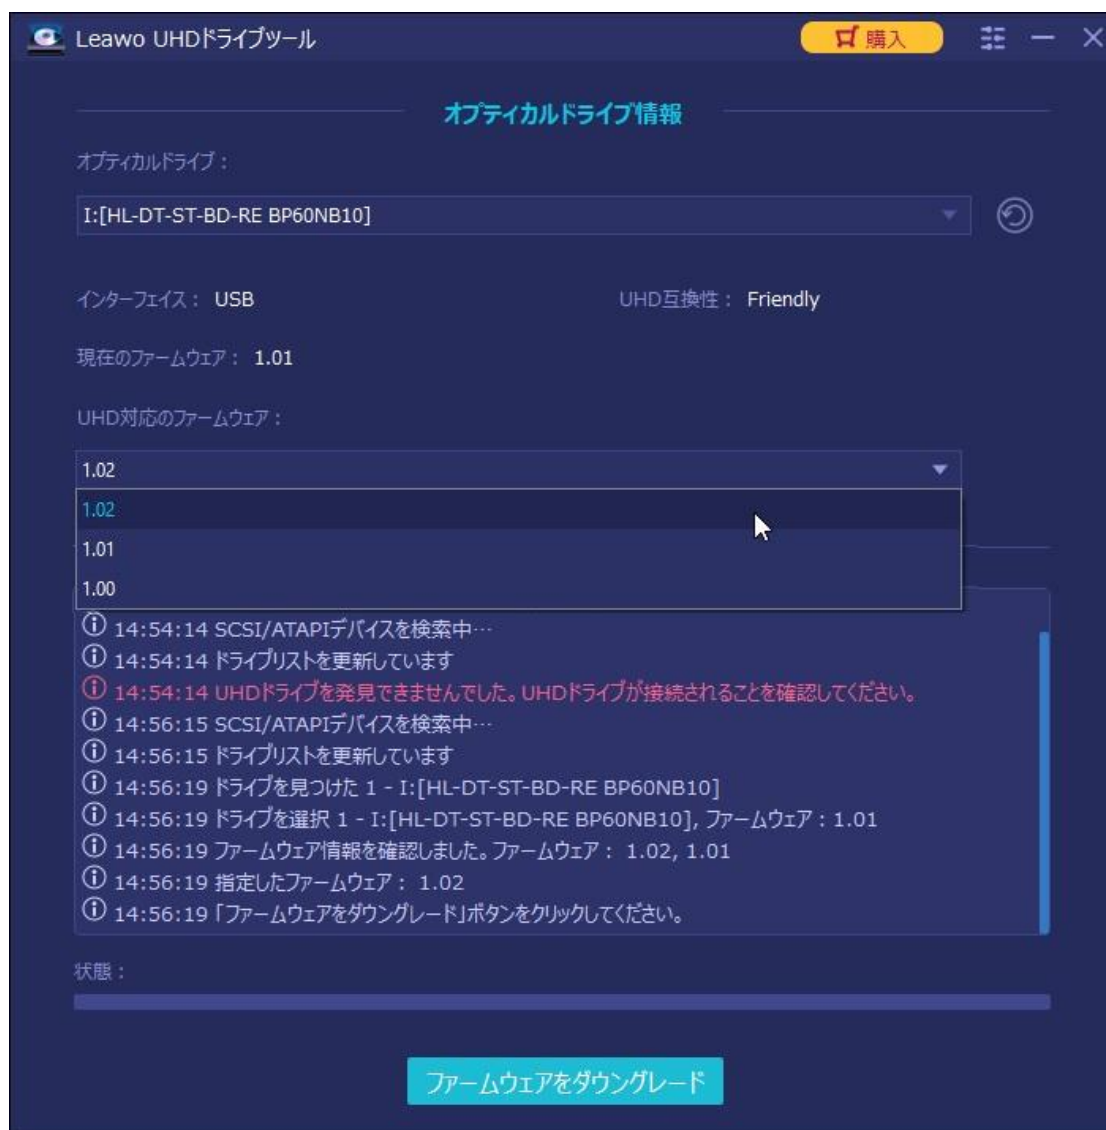 Leawo UHDドライブツール
購入
オプティカルドライブ情報
オプティカルドライブ：
I:[HL-DT-ST-BD-RE BP60NB10]
インターフェイス： USB
UHD互換性： Friendly
現在のファームウェア： 1.01
UHD対応のファームウェア：
1.02
1.02
1.01
1.00
14:54:14 SCSI/ATAPIデバイスを検索中…
14:54:14 ドライブリストを更新しています
14:54:14 UHDドライブを発見できませんでした。UHDドライブが接続されることを確認してください。
14:56:15 SCSI/ATAPIデバイスを検索中…
14:56:15 ドライブリストを更新しています
14:56:19 ドライブを見つけた 1 - I:[HL-DT-ST-BD-RE BP60NB10]
14:56:19 ドライブを選択 1 - I:[HL-DT-ST-BD-RE BP60NB10], ファームウェア：1.01
14:56:19 ファームウェア情報を確認しました。ファームウェア： 1.02, 1.01
14:56:19 指定したファームウェア： 1.02
14:56:19 「ファームウェアをダウングレード」ボタンをクリックしてください。
状態：
ファームウェアをダウングレード